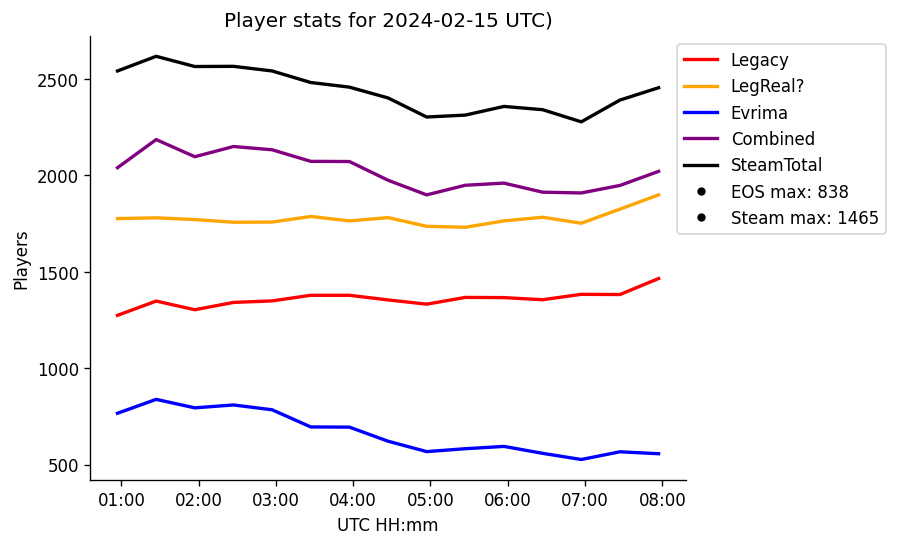 Player stats for 2024-02-15 UTC)
Legacy
LegReal?
Evrima
Combined
SteamTotal
EOS max: 838
Steam max: 1465
Players
2500
2000
1500
1000
500
01:00 02:00 03:00 04:00 05:00 06:00 07:00 08:00
UTC HH:mm